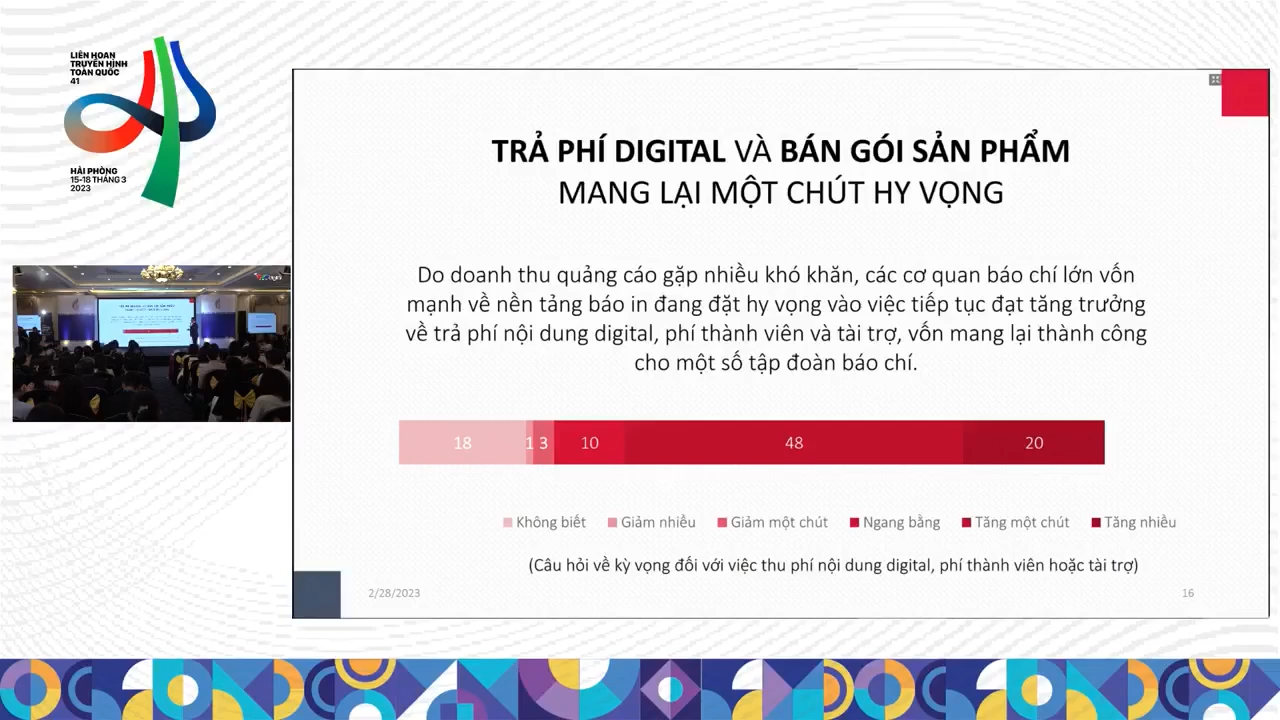 LIÊN HOAN
TRUYỀN HÌNH
TOÀN QUỐC
41
HẢI PHÒNG
15-18 THÁNG 3
2023
TRẢ PHÍ DIGITAL VÀ BÁN GÓI SẢN PHẨM
MANG LẠI MỘT CHÚT HY VỌNG
Do doanh thu quảng cáo gặp nhiều khó khăn, các cơ quan báo chí lớn vốn
mạnh về nền tảng báo in đang đặt hy vọng vào việc tiếp tục đạt tăng trưởng
về trả phí nội dung digital, phí thành viên và tài trợ, vốn mang lại thành công
cho một số tập đoàn báo chí.
18 1 3 10 48 20
Không biết Giảm nhiều Giảm một chút Ngang bằng Tăng một chút Tăng nhiều
(Câu hỏi về kỳ vọng đối với việc thu phí nội dung digital, phí thành viên hoặc tài trợ)
2/28/2023 16